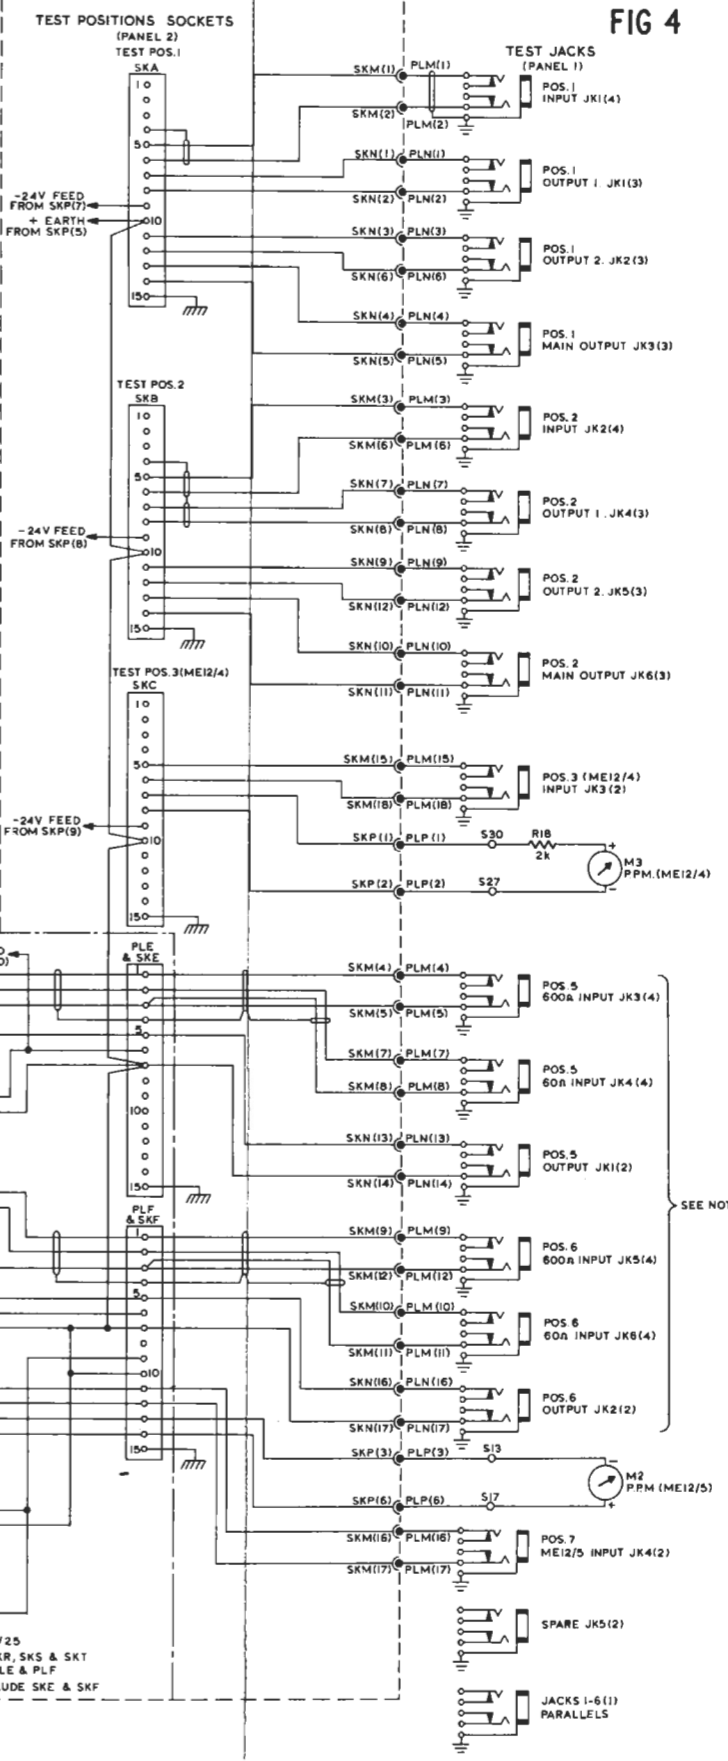 FIG 4
TEST POSITIONS SOCKETS
(PANEL 2)
TEST POS.1
SKA
TEST JACKS
(PANEL 1)
1
5
10
15
-24V FEED
FROM SKP(7)
+ EARTH
FROM SKP(5)
SKM(1) PLM(1)
SKM(2) PLM(2)
POS.1
INPUT JK1(4)
SKN(1) PLN(1)
SKN(2) PLN(2)
POS.1
OUTPUT 1. JK1(3)
SKN(3) PLN(3)
SKN(6) PLN(6)
POS.1
OUTPUT 2. JK2(3)
SKN(4) PLN(4)
SKN(5) PLN(5)
POS.1
MAIN OUTPUT JK3(3)
TEST POS.2
SKB
1
5
10
15
-24V FEED
FROM SKP(8)
SKM(3) PLM(3)
SKM(6) PLM(6)
POS.2
INPUT JK2(4)
SKN(7) PLN(7)
SKN(8) PLN(8)
POS.2
OUTPUT 1. JK4(3)
SKN(9) PLN(9)
SKN(12) PLN(12)
POS.2
OUTPUT 2. JK5(3)
SKN(10) PLN(10)
SKN(11) PLN(11)
POS.2
MAIN OUTPUT JK6(3)
TEST POS.3(ME12/4)
SKC
1
5
10
15
-24V FEED
FROM SKP(9)
SKM(15) PLM(15)
SKM(18) PLM(18)
POS.3 (ME12/4)
INPUT JK3(2)
SKP(1) PLP(1)
S30
R18
2k
+
M3
P.P.M.(ME12/4)
-
SKP(2) PLP(2)
S27
PLE
& SKE
1
5
10
15
SKM(4) PLM(4)
SKM(5) PLM(5)
POS.5
600Ω INPUT JK3(4)
SKM(7) PLM(7)
SKM(8) PLM(8)
POS.5
60Ω INPUT JK4(4)
SKN(13) PLN(13)
SKN(14) PLN(14)
POS.5
OUTPUT JK1(2)
SEE NOT
PLF
& SKF
1
5
10
15
SKM(9) PLM(9)
SKM(12) PLM(12)
POS.6
600Ω INPUT JK5(4)
SKM(10) PLM(10)
SKM(11) PLM(11)
POS.6
60Ω INPUT JK6(4)
SKN(16) PLN(16)
SKN(17) PLN(17)
POS.6
OUTPUT JK2(2)
SKP(3) PLP(3)
S13
-
M2
P.P.M (ME12/5)
+
SKP(6) PLP(6)
S17
SKM(16) PLM(16)
SKM(17) PLM(17)
POS.7
ME12/5 INPUT JK4(2)
SPARE JK5(2)
JACKS 1-6(1)
PARALLELS
/25
KR, SKS & SKT
LE & PLF
UDE SKE & SKF